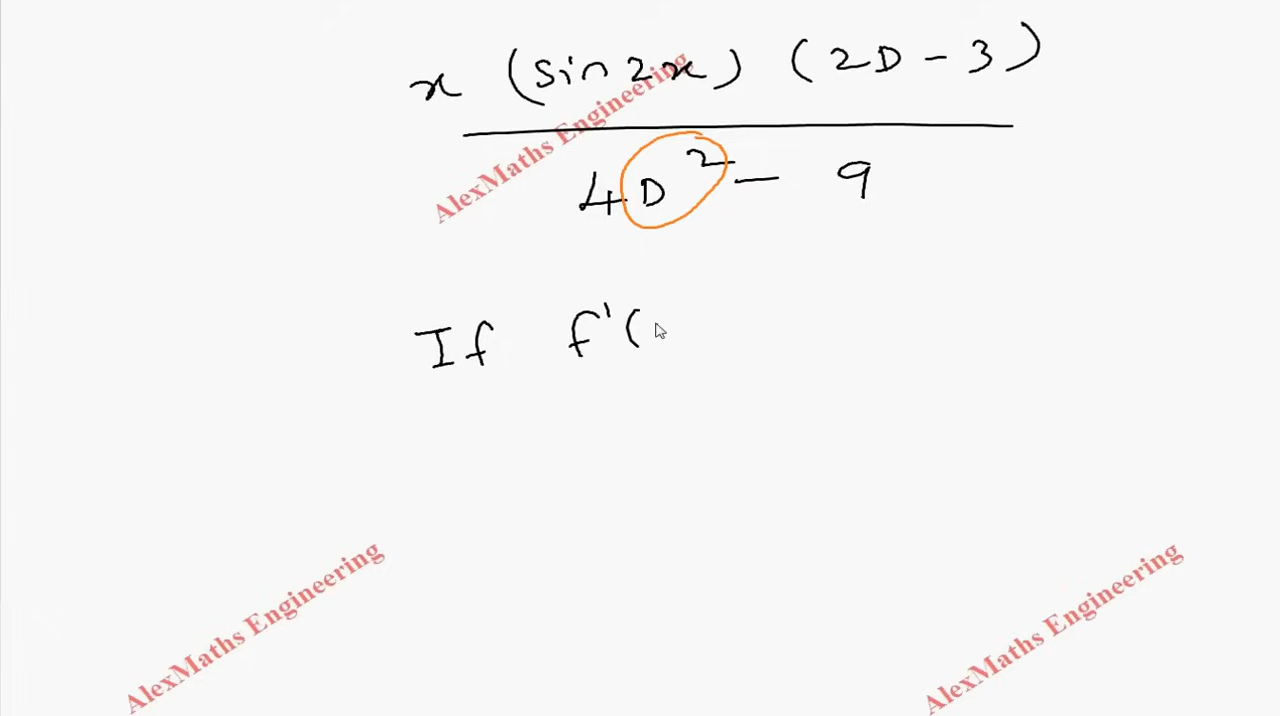 x (sin 2x) (2D - 3)
4D² - 9
If f'(
AlexMaths Engineering
AlexMaths Engineering
AlexMaths Engineering